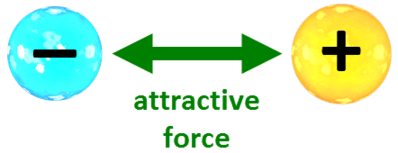 − +
attractive
force